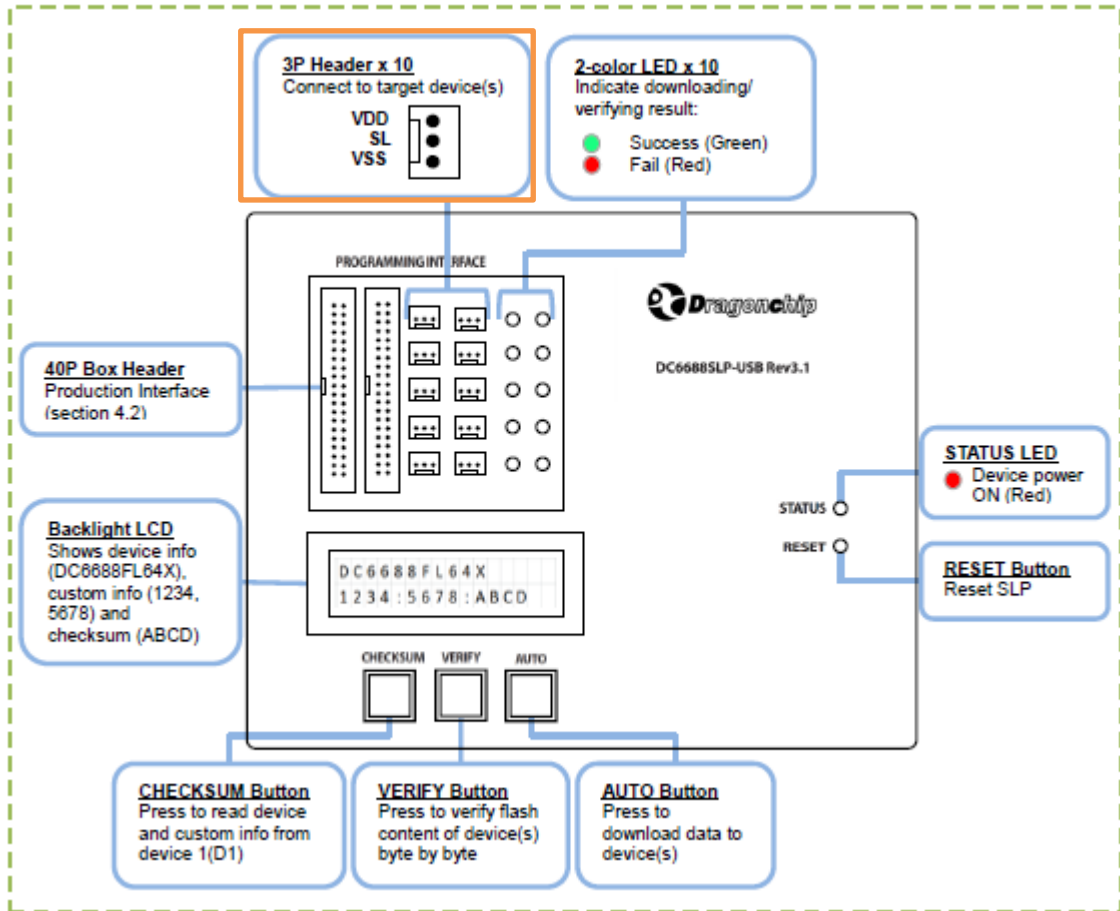 3P Header x 10
Connect to target device(s)
VDD
SL
VSS
2-color LED x 10
Indicate downloading/
verifying result:
Success (Green)
Fail (Red)
PROGRAMMING INTERFACE
Dragonchip
DC6688SLP-USB Rev3.1
40P Box Header
Production Interface
(section 4.2)
STATUS LED
Device power
ON (Red)
STATUS
RESET
RESET Button
Reset SLP
Backlight LCD
Shows device info
(DC6688FL64X),
custom info (1234,
5678) and
checksum (ABCD)
DC6688FL64X
1234:5678:ABCD
CHECKSUM VERIFY AUTO
CHECKSUM Button
Press to read device
and custom info from
device 1(D1)
VERIFY Button
Press to verify flash
content of device(s)
byte by byte
AUTO Button
Press to
download data to
device(s)